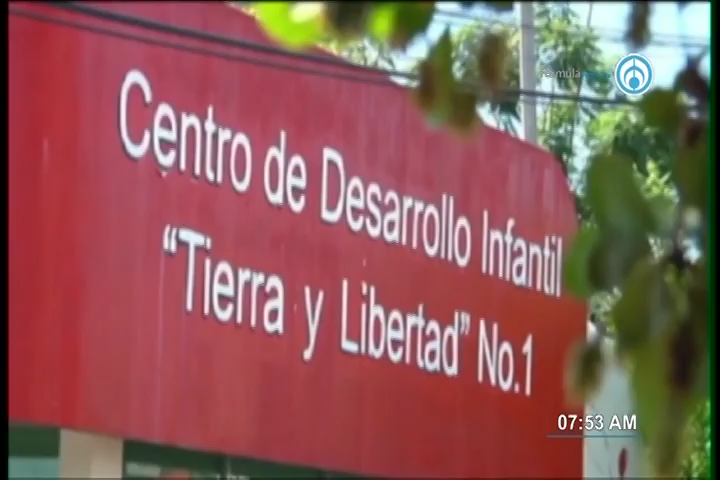 Centro de Desarrollo Infantil
“Tierra y Libertad” No.1
07:53 AM